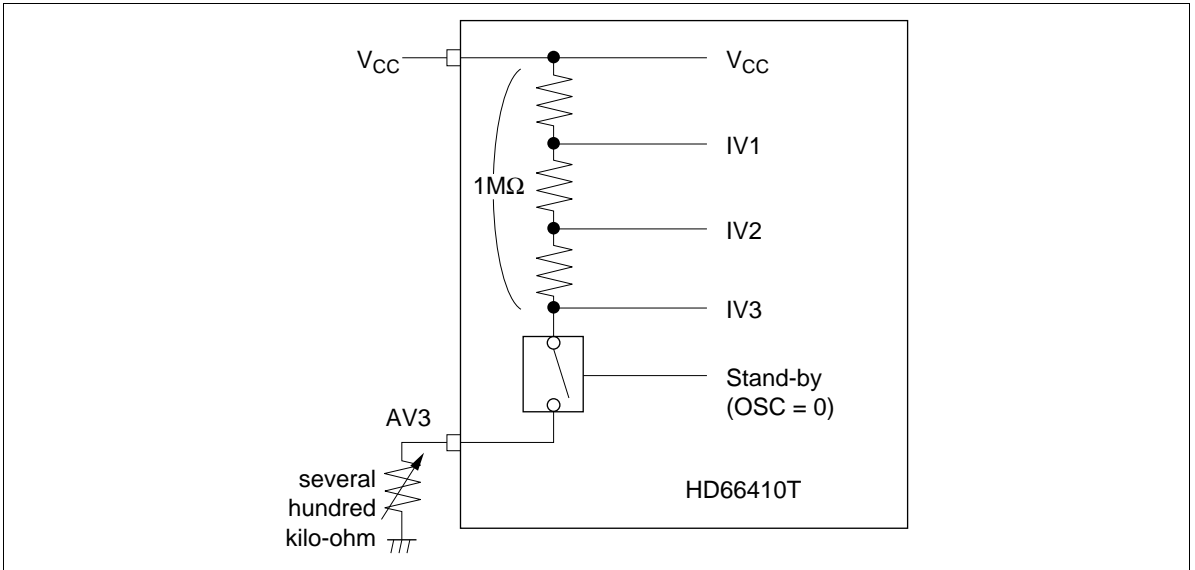 VCC
VCC
IV1
1MΩ
IV2
IV3
Stand-by
(OSC = 0)
AV3
several
hundred
kilo-ohm
HD66410T